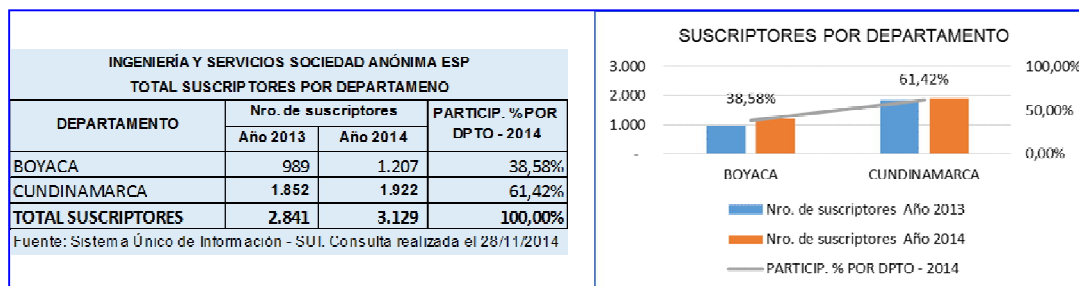 INGENIERÍA Y SERVICIOS SOCIEDAD ANÓNIMA ESP
TOTAL SUSCRIPTORES POR DEPARTAMENO
DEPARTAMENTO Nro. de suscriptores PARTICIP. % POR DPTO - 2014
Año 2013 Año 2014
BOYACA 989 1.207 38,58%
CUNDINAMARCA 1.852 1.922 61,42%
TOTAL SUSCRIPTORES 2.841 3.129 100,00%
Fuente: Sistema Único de Información - SUI. Consulta realizada el 28/11/2014
SUSCRIPTORES POR DEPARTAMENTO
3.000 61,42% 100,00%
2.000 38,58%
1.000 50,00%
- 0,00%
BOYACA CUNDINAMARCA
Nro. de suscriptores Año 2013
Nro. de suscriptores Año 2014
PARTICIP. % POR DPTO - 2014